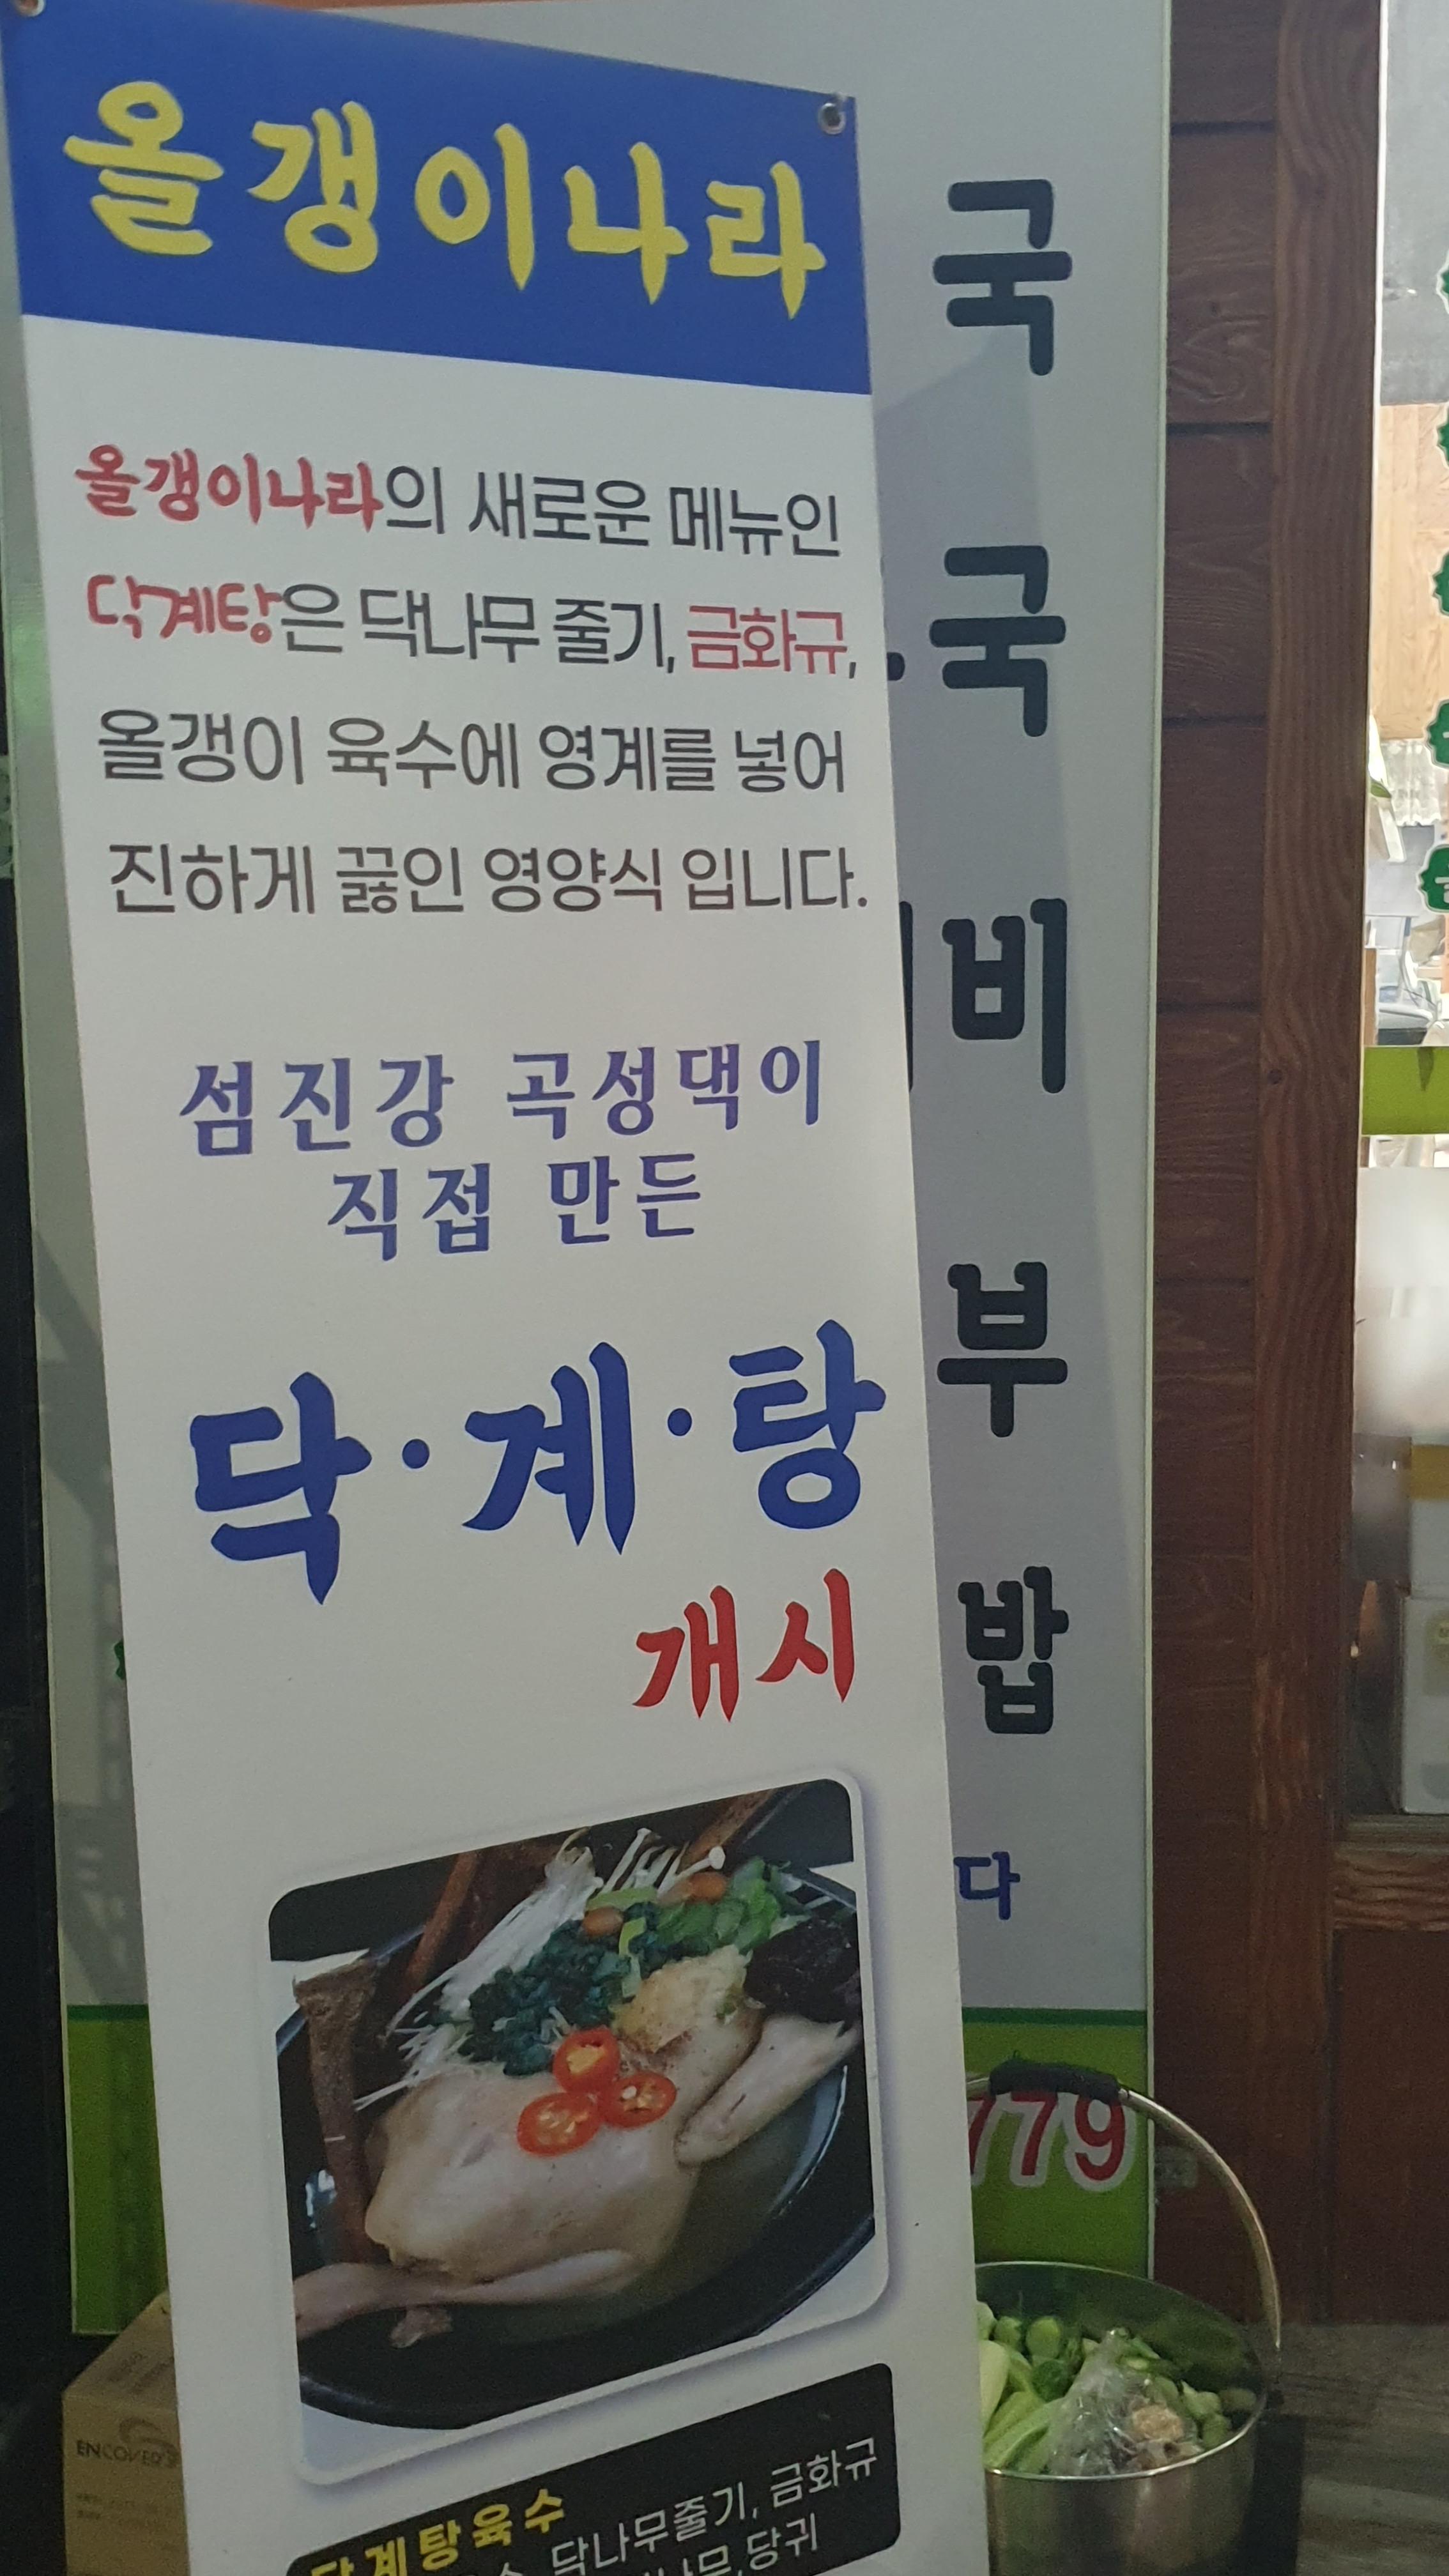 올갱이나라
올갱이나라의 새로운 메뉴인
닥계탕은 닥나무 줄기, 금화규,
올갱이 육수에 영계를 넣어
진하게 끓인 영양식 입니다.
섬진강 곡성댁이
직접 만든
닥·계·탕
개시
닥계탕육수
닥나무줄기, 금화규
나무,당귀
국
국
비
부
밥
다
779
ENCOVER